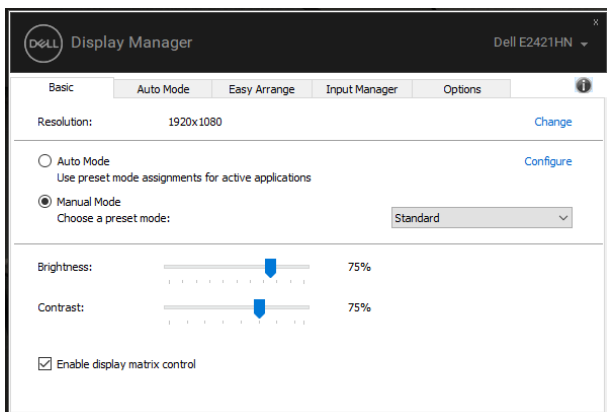 DELL Display Manager Dell E2421HN
x
Basic Auto Mode Easy Arrange Input Manager Options i
Resolution: 1920x1080 Change
Auto Mode Configure
Use preset mode assignments for active applications
Manual Mode
Choose a preset mode: Standard
Brightness: 75%
Contrast: 75%
Enable display matrix control